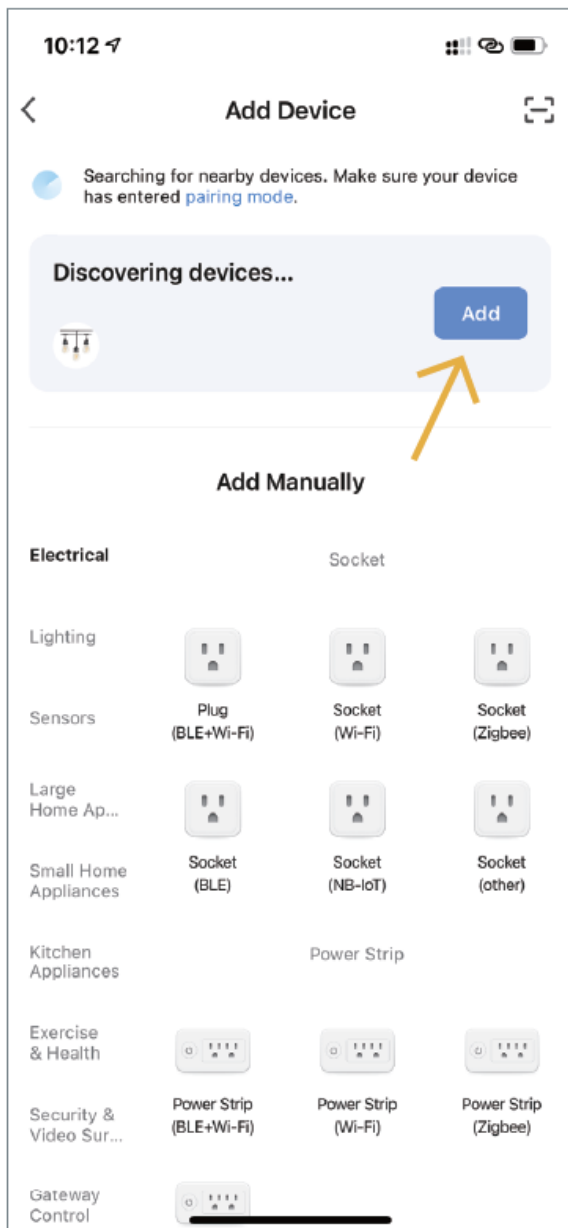 10:12
Add Device
Searching for nearby devices. Make sure your device
has entered pairing mode.
Discovering devices...
Add
Add Manually
Electrical
Socket
Lighting
Plug
(BLE+Wi-Fi)
Socket
(Wi-Fi)
Socket
(Zigbee)
Sensors
Large
Home Ap...
Socket
(BLE)
Socket
(NB-IoT)
Socket
(other)
Small Home
Appliances
Kitchen
Appliances
Power Strip
Exercise
& Health
Power Strip
(BLE+Wi-Fi)
Power Strip
(Wi-Fi)
Power Strip
(Zigbee)
Security &
Video Sur...
Gateway
Control